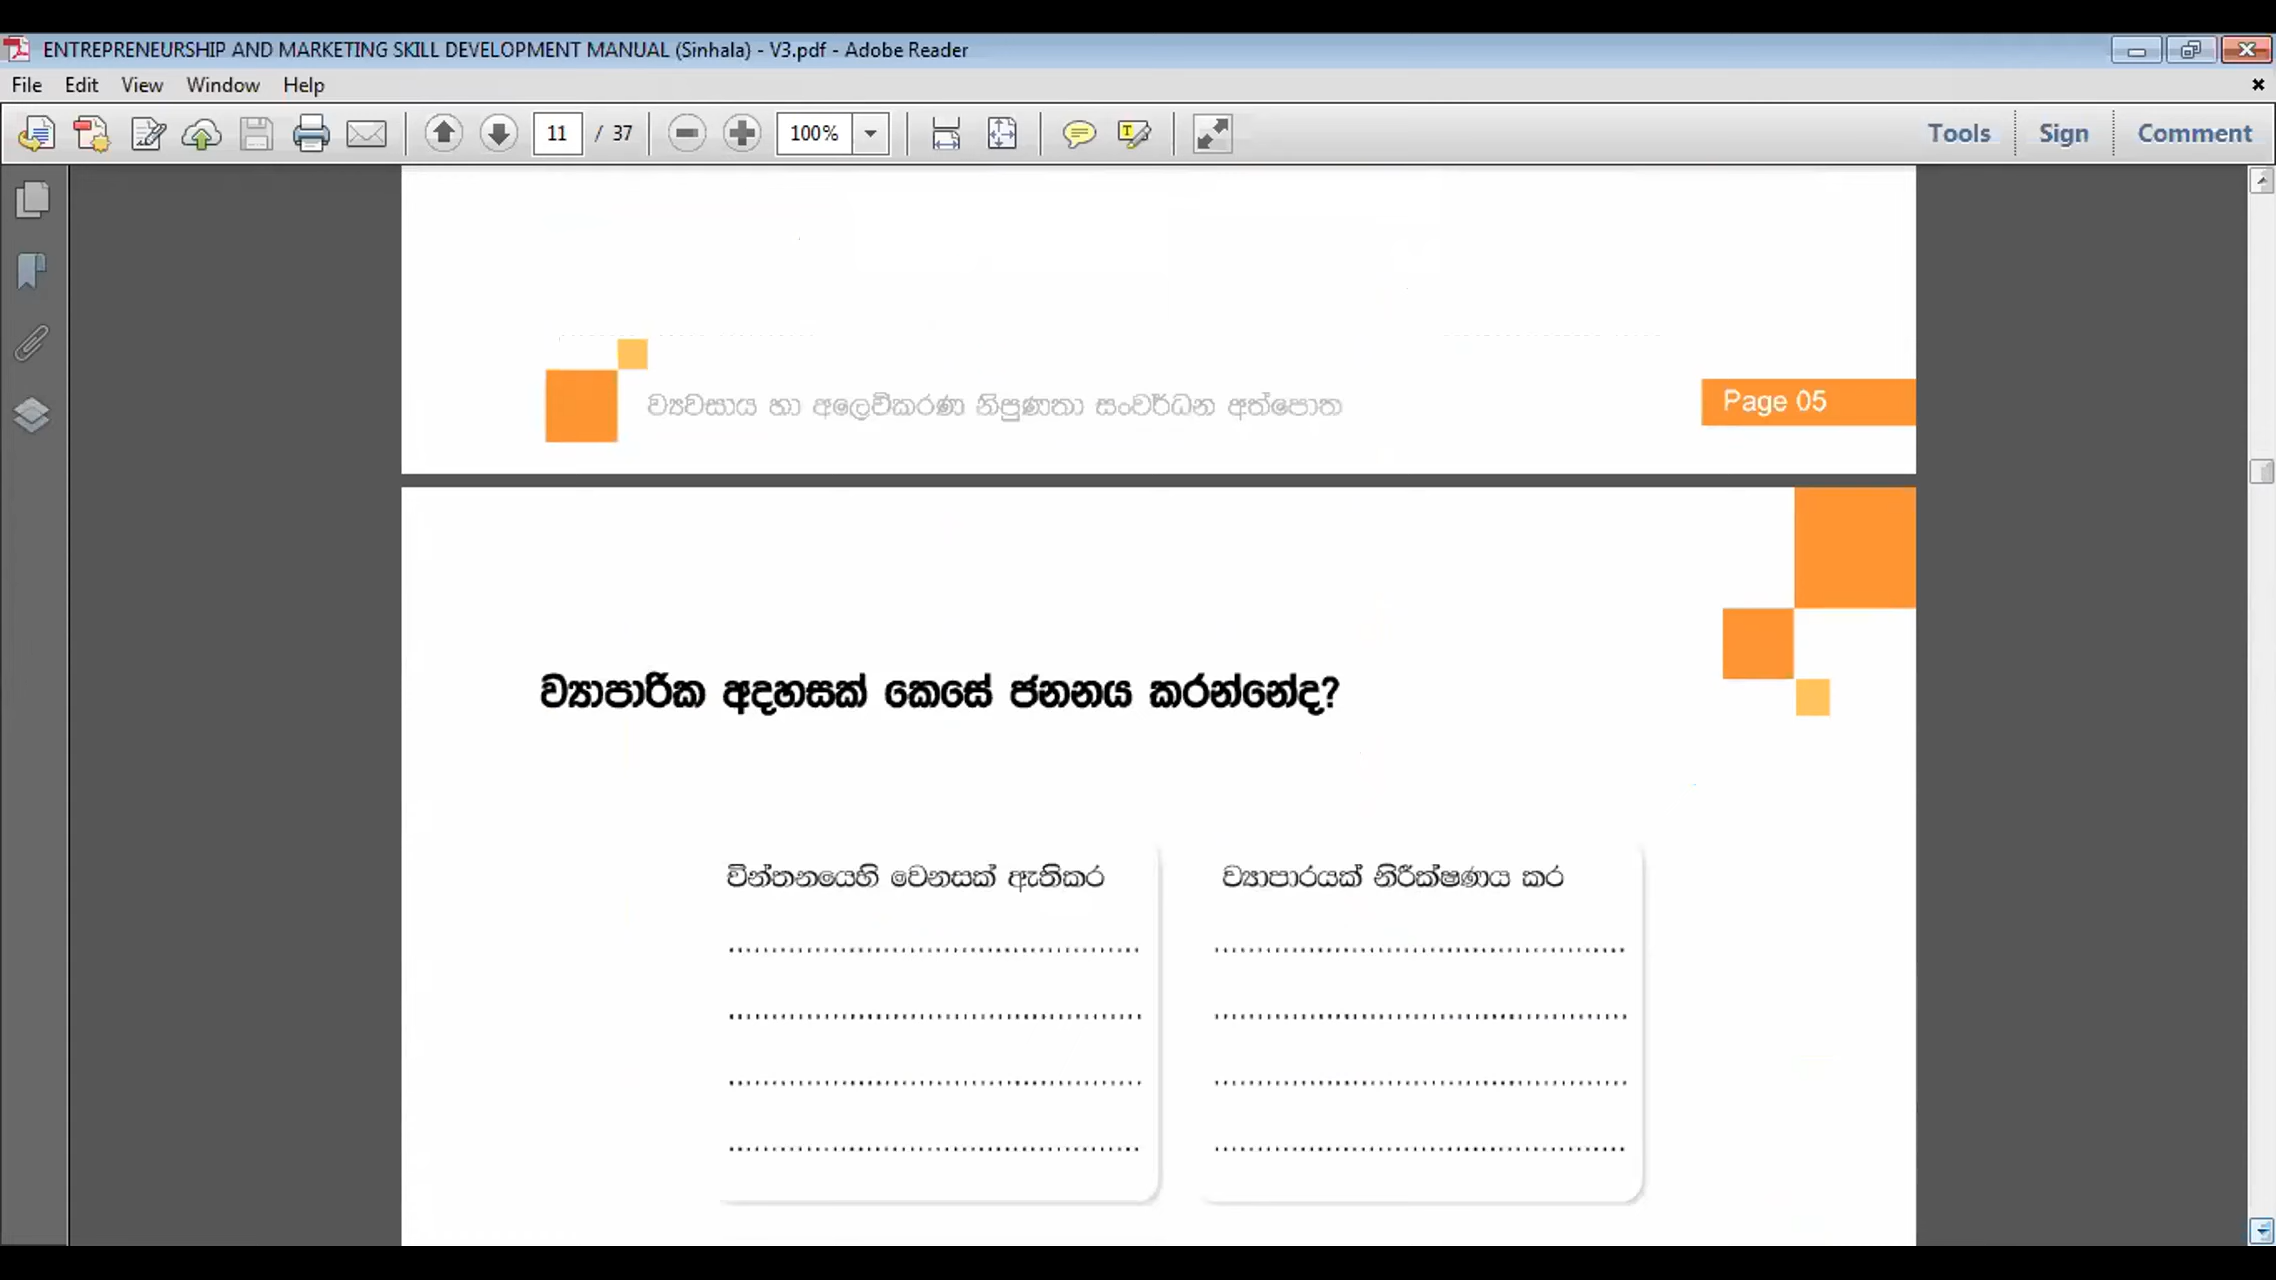 ENTREPRENEURSHIP AND MARKETING SKILL DEVELOPMENT MANUAL (Sinhala) - V3.pdf - Adobe Reader
File Edit View Window Help
11 / 37 100% Tools Sign Comment
ව්‍යවසාය හා අලෙවිකරණ නිපුණතා සංවර්ධන අත්පොත
Page 05
ව්‍යාපාරික අදහසක් කෙසේ ජනනය කරන්නේද?
චින්තනයෙහි වෙනසක් ඇතිකර
ව්‍යාපාරයක් නිරීක්ෂණය කර